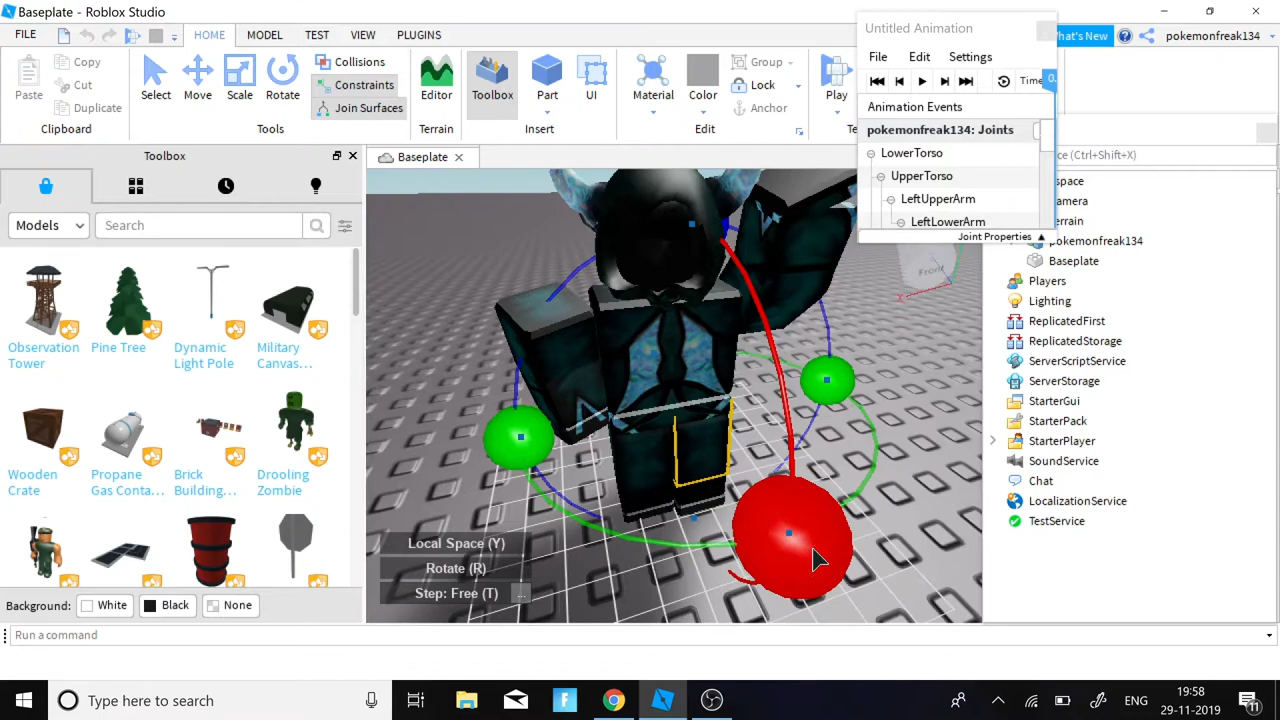 Baseplate - Roblox Studio
Untitled Animation
FILE HOME MODEL TEST VIEW PLUGINS
What's New
pokemonfreak134
File Edit Settings
Paste
Copy
Cut
Duplicate
Clipboard
Select Move Scale Rotate
Collisions
Constraints
Join Surfaces
Tools
Editor
Terrain
Toolbox
Part
UI
Insert
Material
Color
Group
Lock
Anchor
Edit
Play
Time
0.
Animation Events
pokemonfreak134: Joints
LowerTorso
UpperTorso
LeftUpperArm
LeftLowerArm
Joint Properties
Toolbox
Baseplate
Models
Search
Observation Tower
Pine Tree
Dynamic Light Pole
Military Canvas...
Wooden Crate
Propane Gas Conta...
Brick Building...
Drooling Zombie
Background: White Black None
Front
X
Local Space (Y)
Rotate (R)
Step: Free (T) ...
(Ctrl+Shift+X)
pokemonfreak134
Baseplate
Players
Lighting
ReplicatedFirst
ReplicatedStorage
ServerScriptService
ServerStorage
StarterGui
StarterPack
StarterPlayer
SoundService
Chat
LocalizationService
TestService
Run a command
Type here to search
ENG
19:58
29-11-2019
11